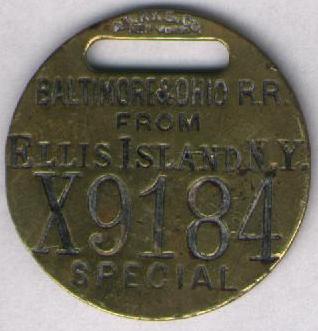 BALTIMORE & OHIO R.R.
FROM
ELLIS ISLAND, N.Y.
X9184
SPECIAL